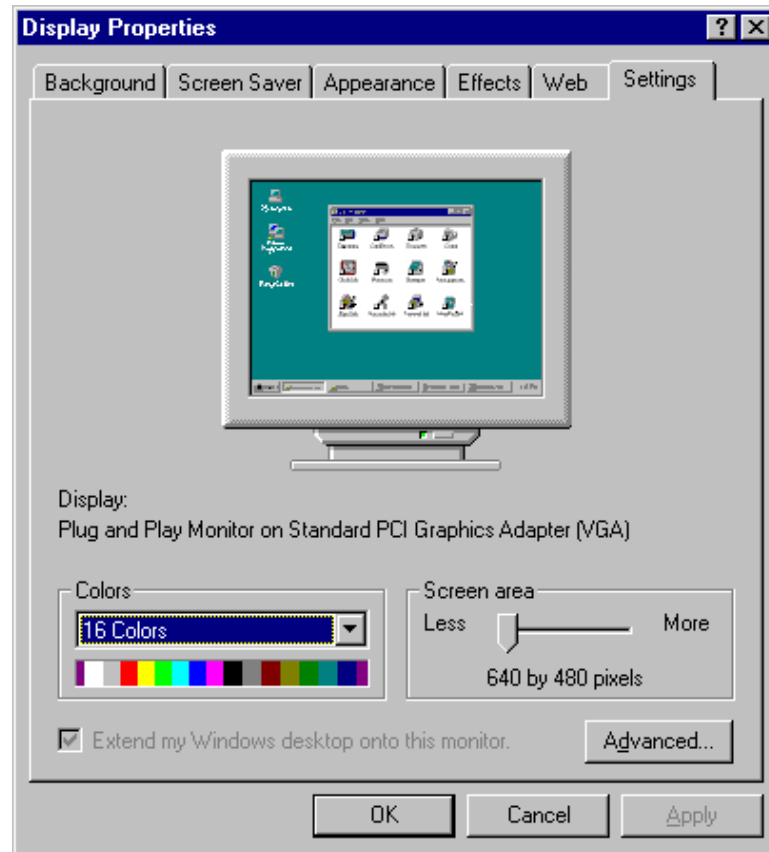 Display Properties
Background Screen Saver Appearance Effects Web Settings
Display:
Plug and Play Monitor on Standard PCI Graphics Adapter (VGA)
Colors
16 Colors
Screen area
Less More
640 by 480 pixels
Extend my Windows desktop onto this monitor.
Advanced...
OK Cancel Apply